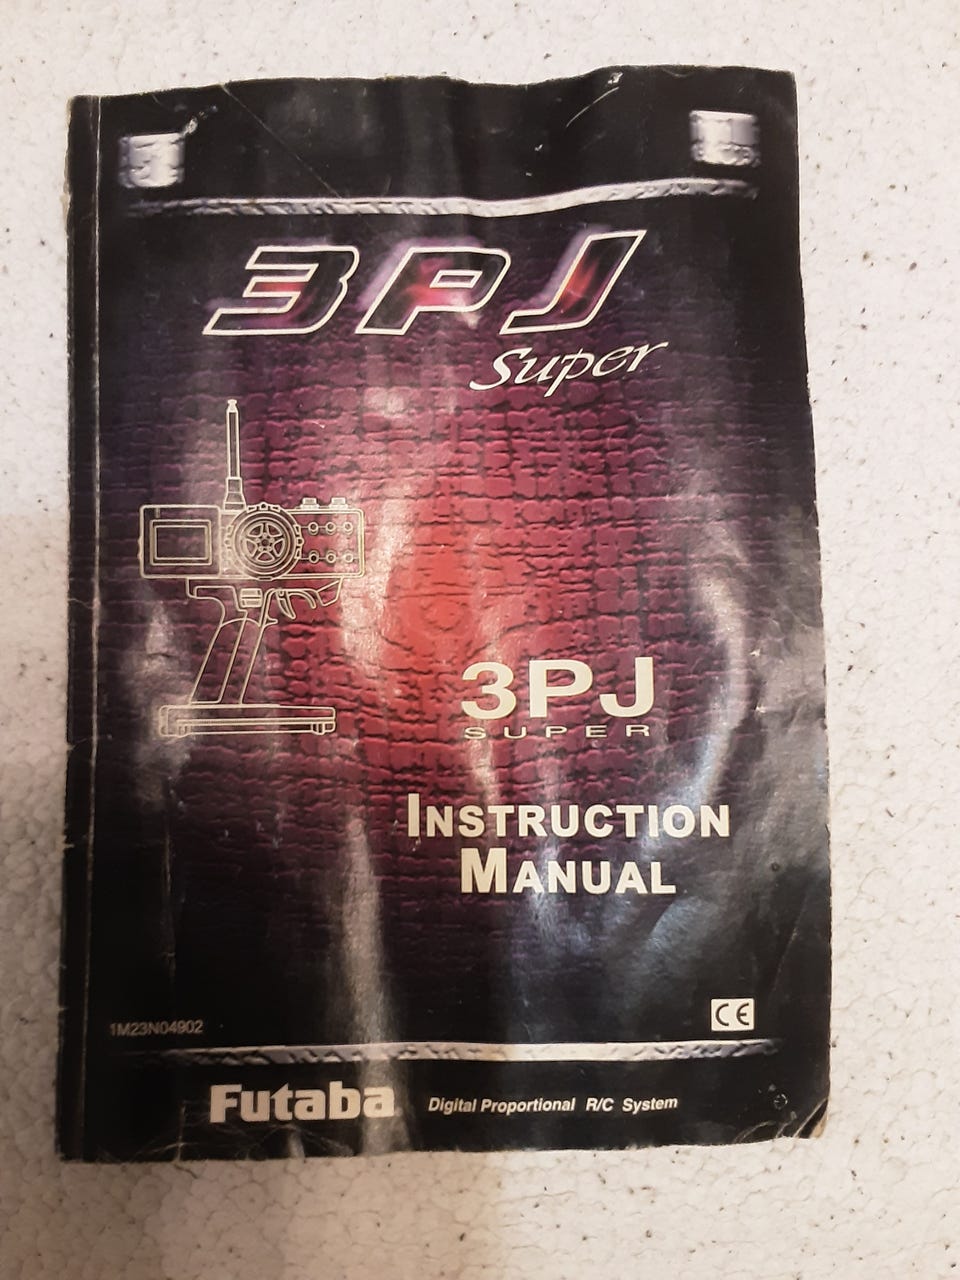 3PJ
Super
3PJ
SUPER
INSTRUCTION
MANUAL
1M23N04902
CE
Futaba
Digital Proportional R/C System